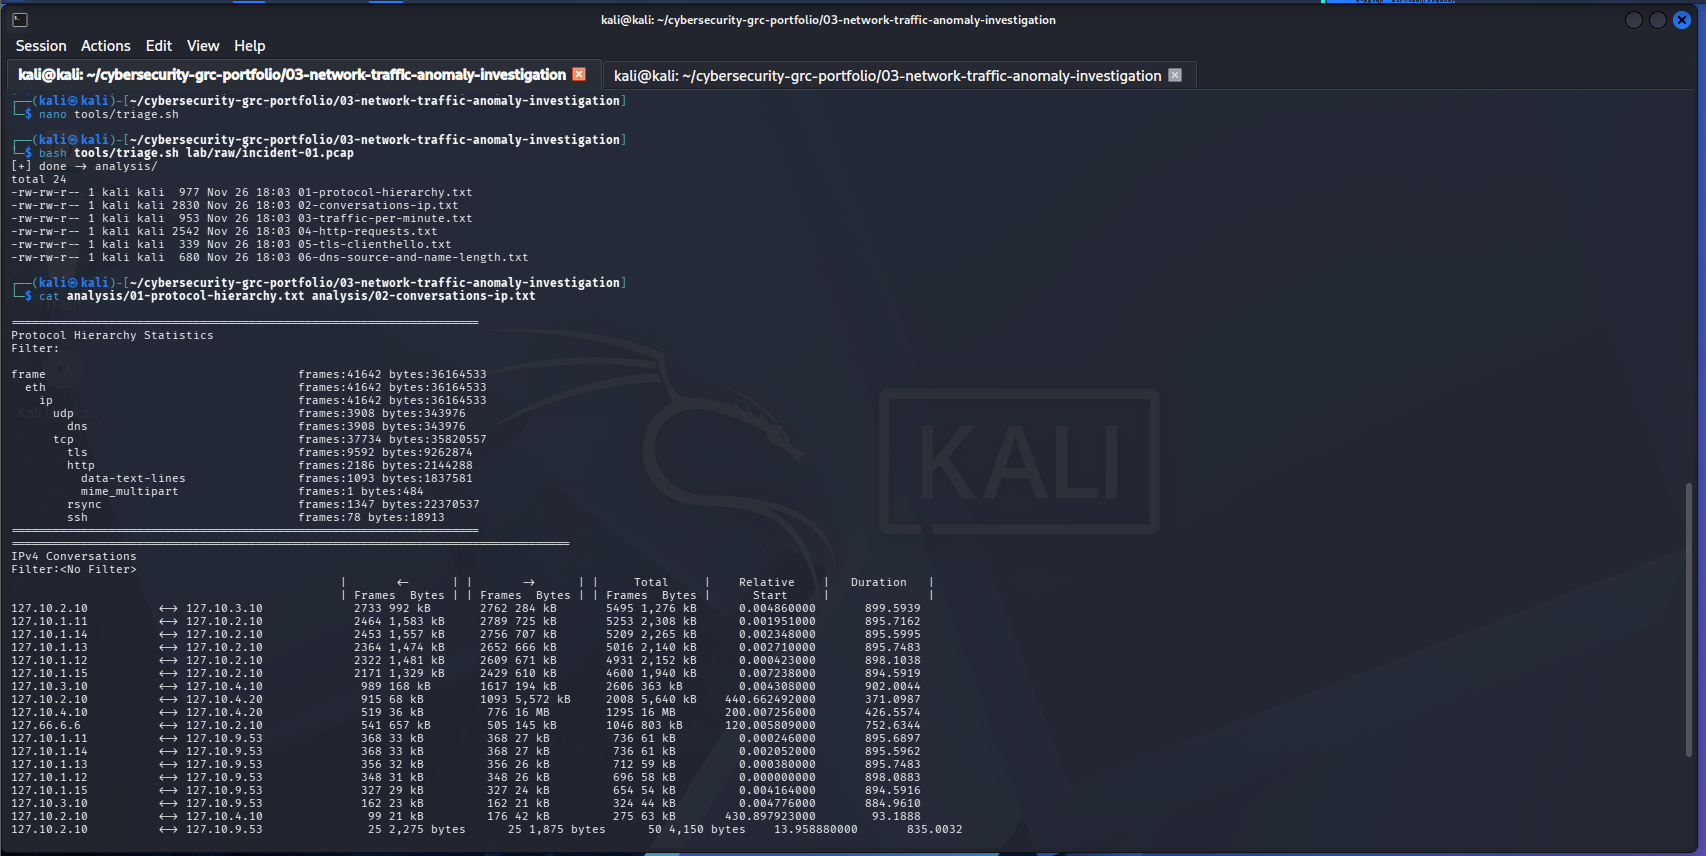 kali@kali: ~/cybersecurity-grc-portfolio/03-network-traffic-anomaly-investigation
Session Actions Edit View Help
kali@kali: ~/cybersecurity-grc-portfolio/03-network-traffic-anomaly-investigation kali@kali: ~/cybersecurity-grc-portfolio/03-network-traffic-anomaly-investigation
┌──(kali㉿kali)-[~/cybersecurity-grc-portfolio/03-network-traffic-anomaly-investigation]
└─$ nano tools/triage.sh
┌──(kali㉿kali)-[~/cybersecurity-grc-portfolio/03-network-traffic-anomaly-investigation]
└─$ bash tools/triage.sh lab/raw/incident-01.pcap
[+] done → analysis/
total 24
-rw-rw-r-- 1 kali kali  977 Nov 26 18:03 01-protocol-hierarchy.txt
-rw-rw-r-- 1 kali kali 2830 Nov 26 18:03 02-conversations-ip.txt
-rw-rw-r-- 1 kali kali  953 Nov 26 18:03 03-traffic-per-minute.txt
-rw-rw-r-- 1 kali kali 2542 Nov 26 18:03 04-http-requests.txt
-rw-rw-r-- 1 kali kali  339 Nov 26 18:03 05-tls-clienthello.txt
-rw-rw-r-- 1 kali kali  680 Nov 26 18:03 06-dns-source-and-name-length.txt
┌──(kali㉿kali)-[~/cybersecurity-grc-portfolio/03-network-traffic-anomaly-investigation]
└─$ cat analysis/01-protocol-hierarchy.txt analysis/02-conversations-ip.txt
===================================================================
Protocol Hierarchy Statistics
Filter:
frame frames:41642 bytes:36164533
eth frames:41642 bytes:36164533
ip frames:41642 bytes:36164533
udp frames:3908 bytes:343976
dns frames:3908 bytes:343976
tcp frames:37734 bytes:35820557
tls frames:9592 bytes:9262874
http frames:2186 bytes:2144288
data-text-lines frames:1093 bytes:1837581
mime_multipart frames:1 bytes:484
rsync frames:1347 bytes:22370537
ssh frames:78 bytes:18913
===================================================================
================================================================================
IPv4 Conversations
Filter:<No Filter>
| ← | | → | | Total | Relative | Duration |
| Frames Bytes | | Frames Bytes | | Frames Bytes | Start | |
127.10.2.10 <-> 127.10.3.10 2733 992 kB 2762 284 kB 5495 1,276 kB 0.004860000 899.5939
127.10.1.11 <-> 127.10.2.10 2464 1,583 kB 2789 725 kB 5253 2,308 kB 0.001951000 895.7162
127.10.1.14 <-> 127.10.2.10 2453 1,557 kB 2756 707 kB 5209 2,265 kB 0.002348000 895.5995
127.10.1.13 <-> 127.10.2.10 2364 1,474 kB 2652 666 kB 5016 2,140 kB 0.002710000 895.7483
127.10.1.12 <-> 127.10.2.10 2322 1,481 kB 2609 671 kB 4931 2,152 kB 0.000423000 898.1038
127.10.1.15 <-> 127.10.2.10 2171 1,329 kB 2429 610 kB 4600 1,940 kB 0.007238000 894.5919
127.10.3.10 <-> 127.10.4.10 989 168 kB 1617 194 kB 2606 363 kB 0.004308000 902.0044
127.10.2.10 <-> 127.10.4.20 915 68 kB 1093 5,572 kB 2008 5,640 kB 440.662492000 371.0987
127.10.4.10 <-> 127.10.4.20 519 36 kB 776 16 MB 1295 16 MB 200.007256000 426.5574
127.66.6.6 <-> 127.10.2.10 541 657 kB 505 145 kB 1046 803 kB 120.005809000 752.6344
127.10.1.11 <-> 127.10.9.53 368 33 kB 368 27 kB 736 61 kB 0.000246000 895.6897
127.10.1.14 <-> 127.10.9.53 368 33 kB 368 27 kB 736 61 kB 0.002052000 895.5962
127.10.1.13 <-> 127.10.9.53 356 32 kB 356 26 kB 712 59 kB 0.000380000 895.7483
127.10.1.12 <-> 127.10.9.53 348 31 kB 348 26 kB 696 58 kB 0.000000000 898.0883
127.10.1.15 <-> 127.10.9.53 327 29 kB 327 24 kB 654 54 kB 0.004164000 894.5916
127.10.3.10 <-> 127.10.9.53 162 23 kB 162 21 kB 324 44 kB 0.004776000 884.9610
127.10.2.10 <-> 127.10.4.10 99 21 kB 176 42 kB 275 63 kB 430.897923000 93.1888
127.10.2.10 <-> 127.10.9.53 25 2,275 bytes 25 1,875 bytes 50 4,150 bytes 13.958880000 835.0032
KALI